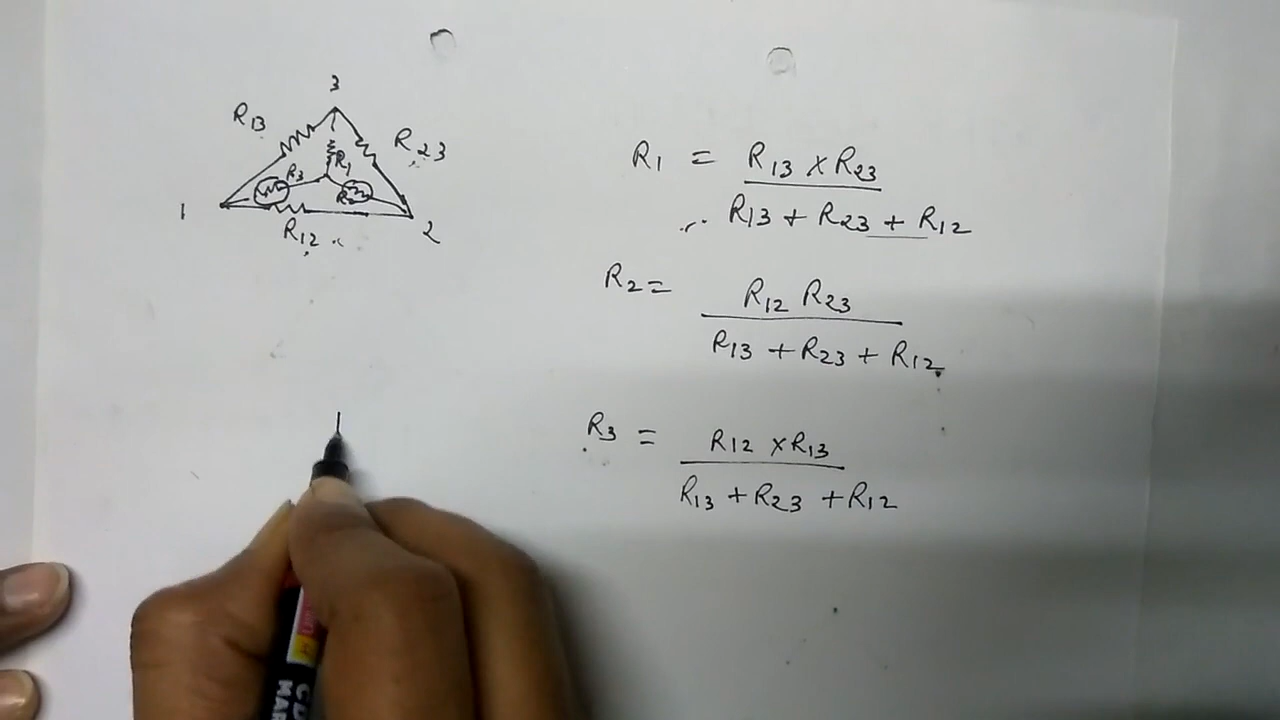 3
R13
R23
R1
R3
R2
1
2
R12
R1 = R13 × R23
R13 + R23 + R12
R2 = R12 R23
R13 + R23 + R12
R3 = R12 × R13
R13 + R23 + R12